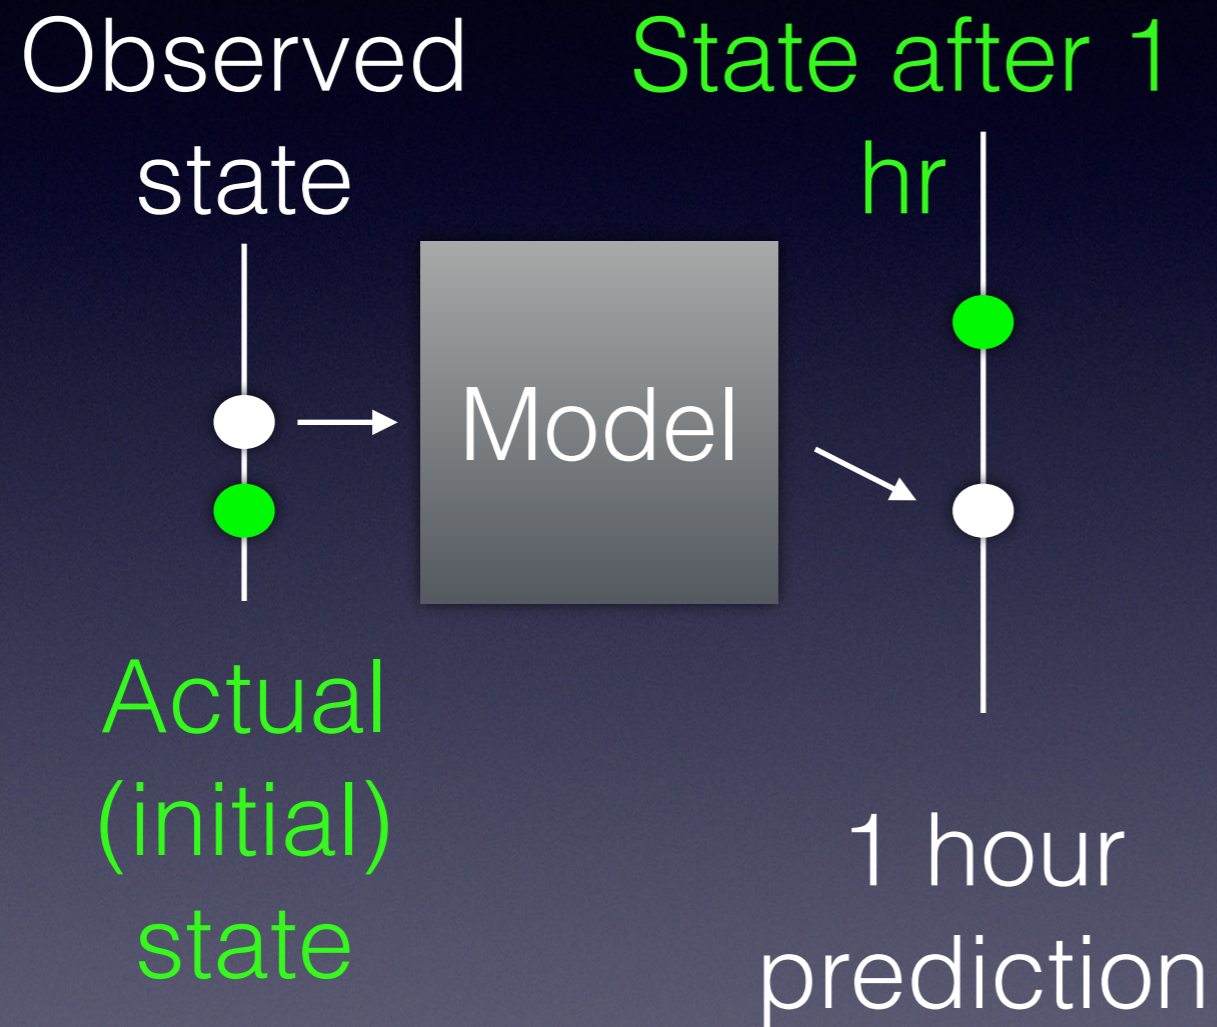 Observed
state
State after 1
hr
Model
Actual
(initial)
state
1 hour
prediction